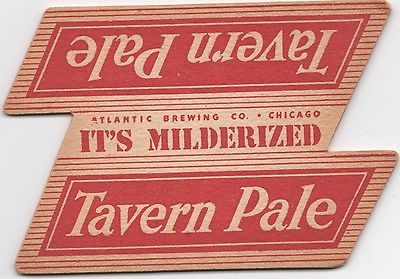 Tavern Pale
ATLANTIC BREWING CO. • CHICAGO
IT'S MILDERIZED
Tavern Pale